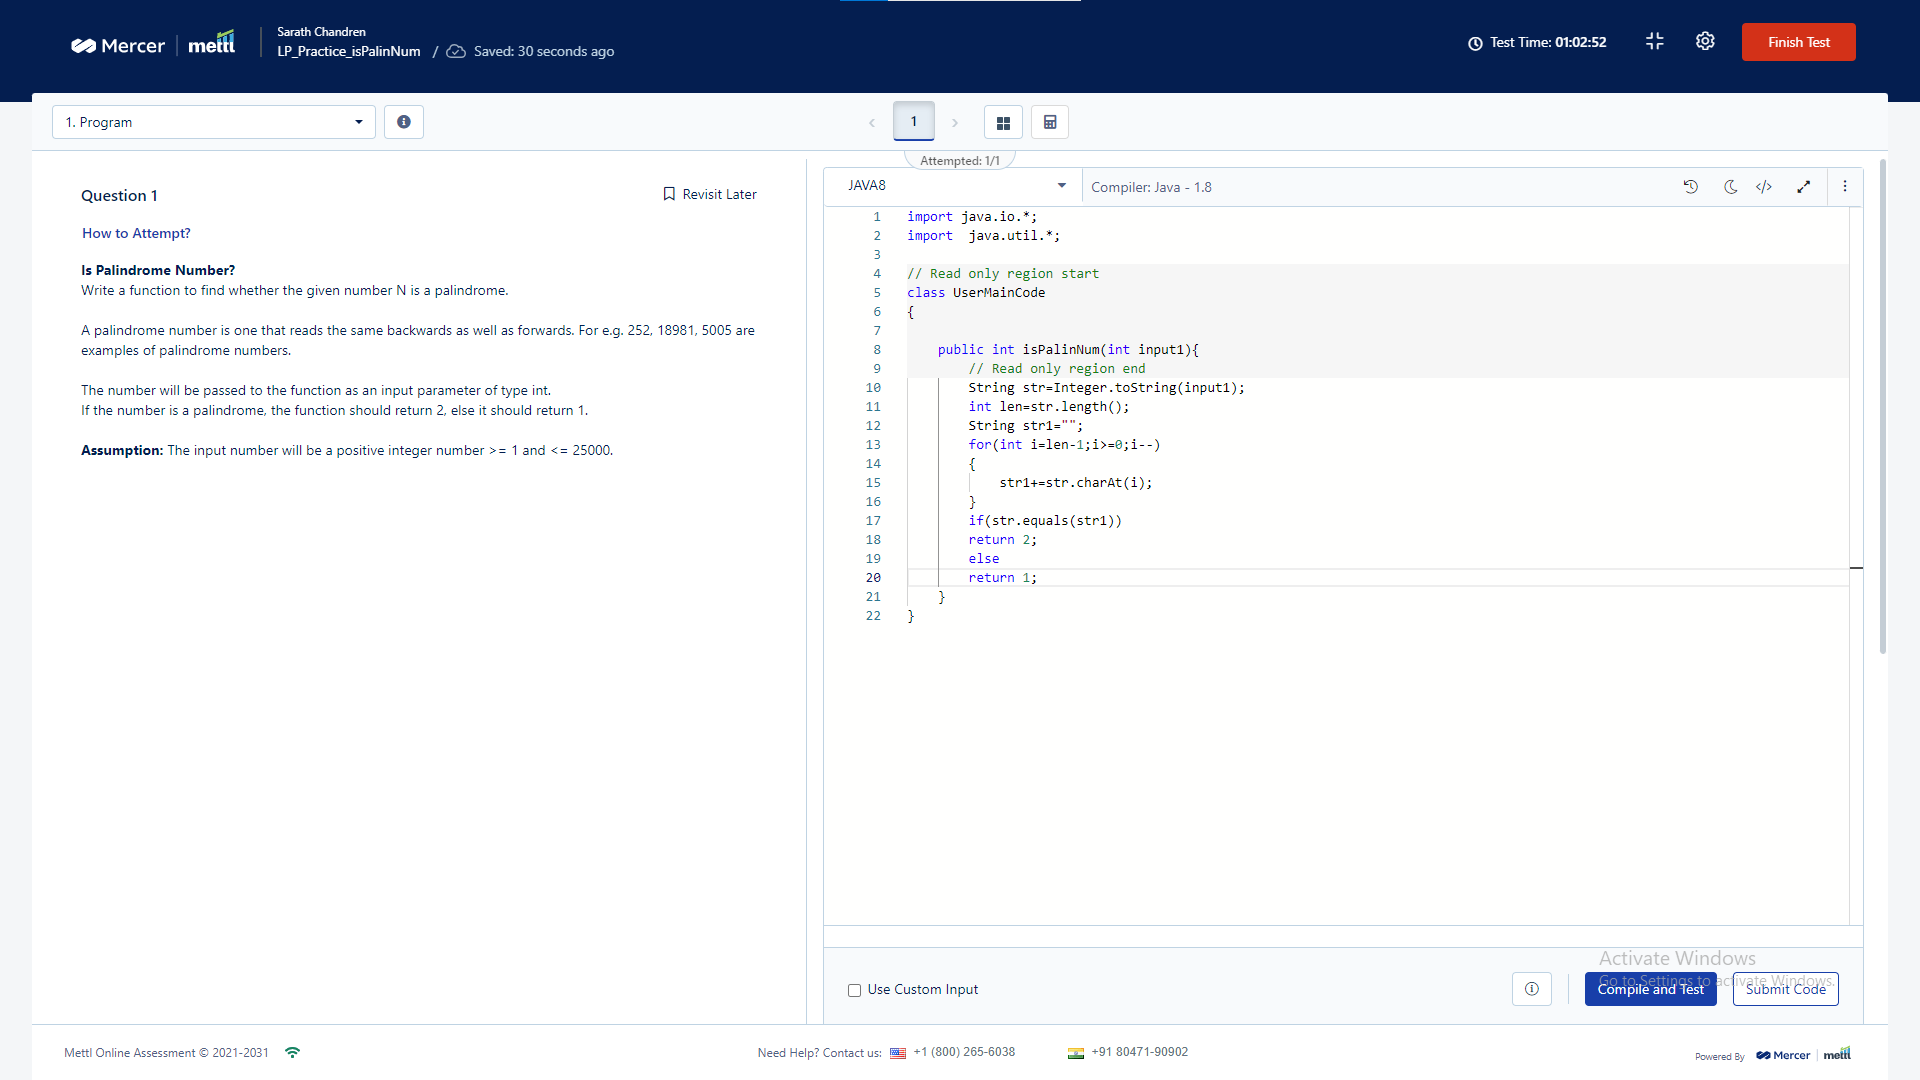 Mercer mettl
Sarath Chandren
LP_Practice_isPalinNum / Saved: 30 seconds ago
Test Time: 01:02:52
Finish Test
1. Program
1
Attempted: 1/1
Question 1
Revisit Later
How to Attempt?
Is Palindrome Number?
Write a function to find whether the given number N is a palindrome.
A palindrome number is one that reads the same backwards as well as forwards. For e.g. 252, 18981, 5005 are
examples of palindrome numbers.
The number will be passed to the function as an input parameter of type int.
If the number is a palindrome, the function should return 2, else it should return 1.
Assumption: The input number will be a positive integer number >= 1 and <= 25000.
JAVA8
Compiler: Java - 1.8
1 import java.io.*;
2 import  java.util.*;
3
4 // Read only region start
5 class UserMainCode
6 {
7
8     public int isPalinNum(int input1){
9         // Read only region end
10         String str=Integer.toString(input1);
11         int len=str.length();
12         String str1="";
13         for(int i=len-1;i>=0;i--)
14         {
15             str1+=str.charAt(i);
16         }
17         if(str.equals(str1))
18         return 2;
19         else
20         return 1;
21     }
22 }
Use Custom Input
Compile and Test
Submit Code
Activate Windows
Go to Settings to activate Windows.
Mettl Online Assessment © 2021-2031
Need Help? Contact us: +1 (800) 265-6038
+91 80471-90902
Powered By Mercer mettl